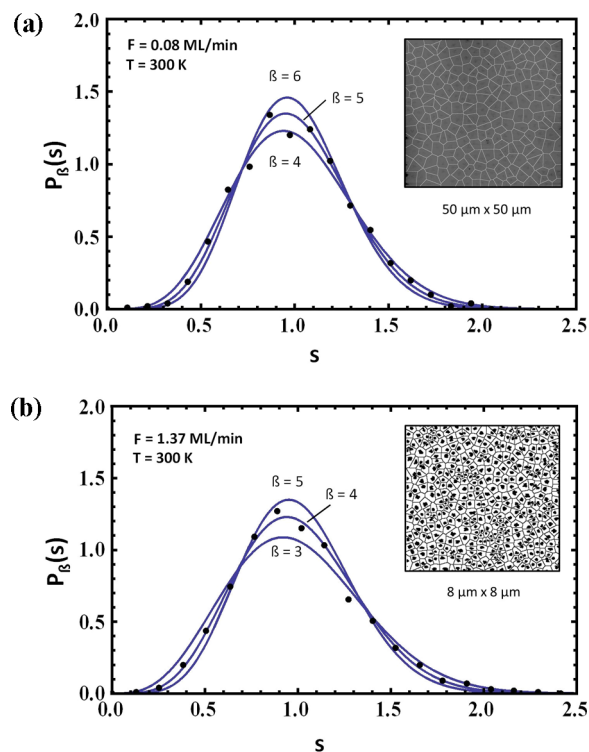 (a)
2.0
F = 0.08 ML/min
T = 300 K
ß = 6
ß = 5
1.5
1.0
ß = 4
Pß(s)
0.5
0.0
50 µm x 50 µm
0.0 0.5 1.0 1.5 2.0 2.5
s
(b)
2.0
F = 1.37 ML/min
T = 300 K
ß = 5
ß = 4
1.5
1.0
ß = 3
Pß(s)
0.5
0.0
8 µm x 8 µm
0.0 0.5 1.0 1.5 2.0 2.5
s